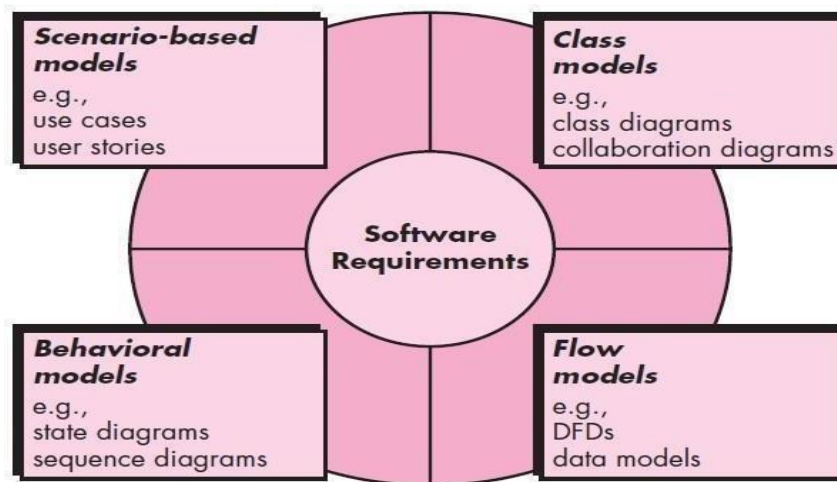 Scenario-based
models
e.g.,
use cases
user stories
Class
models
e.g.,
class diagrams
collaboration diagrams
Software
Requirements
Behavioral
models
e.g.,
state diagrams
sequence diagrams
Flow
models
e.g.,
DFDs
data models